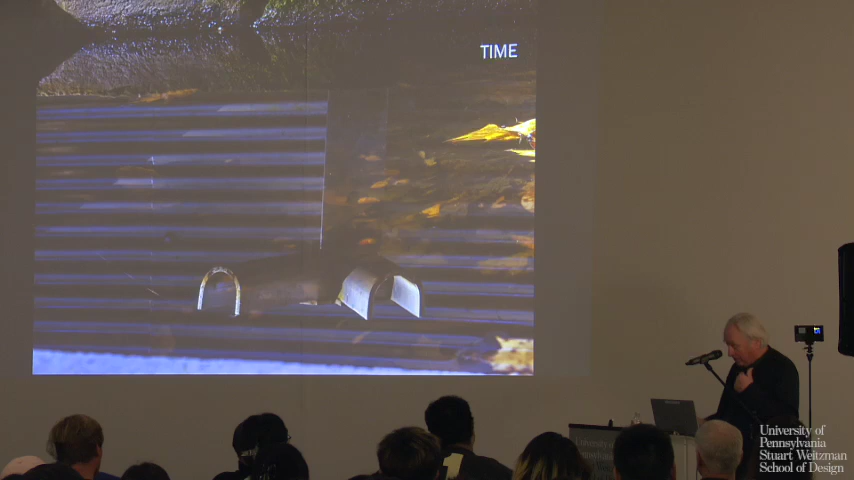 TIME
University of
Pennsylvania
Stuart Weitzman
School of Design